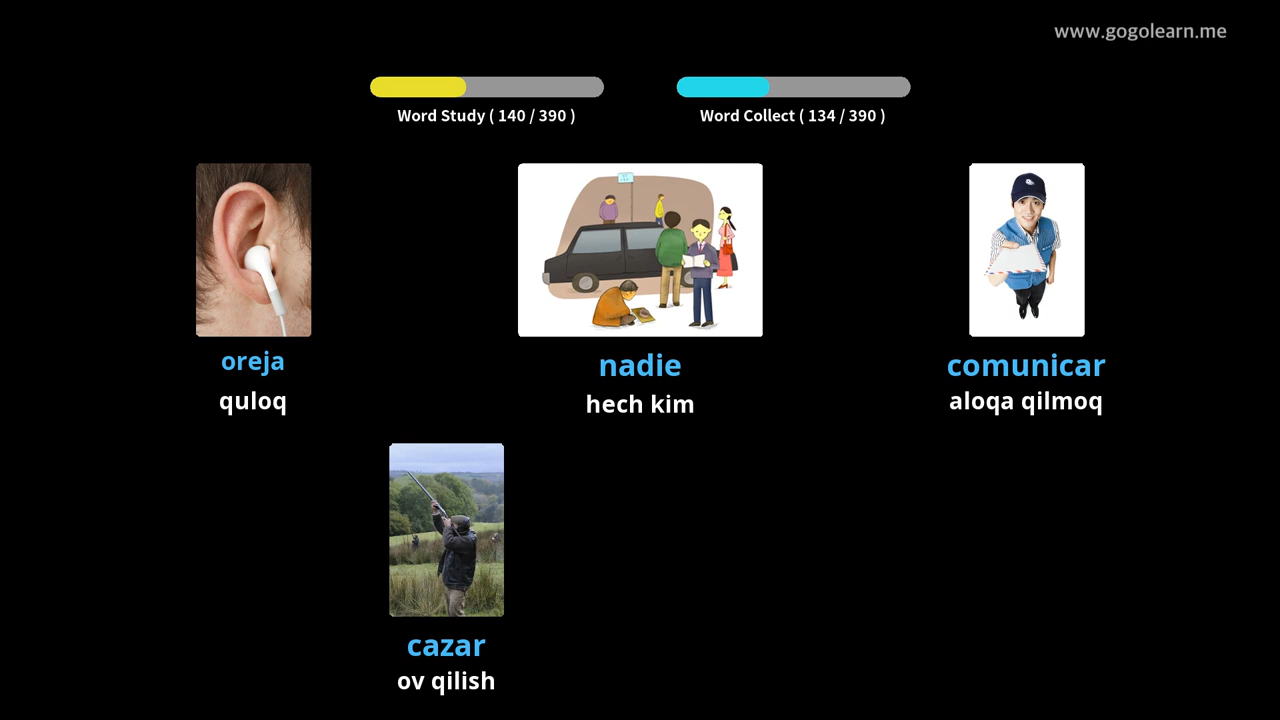 www.gogolearn.me
Word Study ( 140 / 390 )
Word Collect ( 134 / 390 )
oreja
quloq
nadie
hech kim
comunicar
aloqa qilmoq
cazar
ov qilish